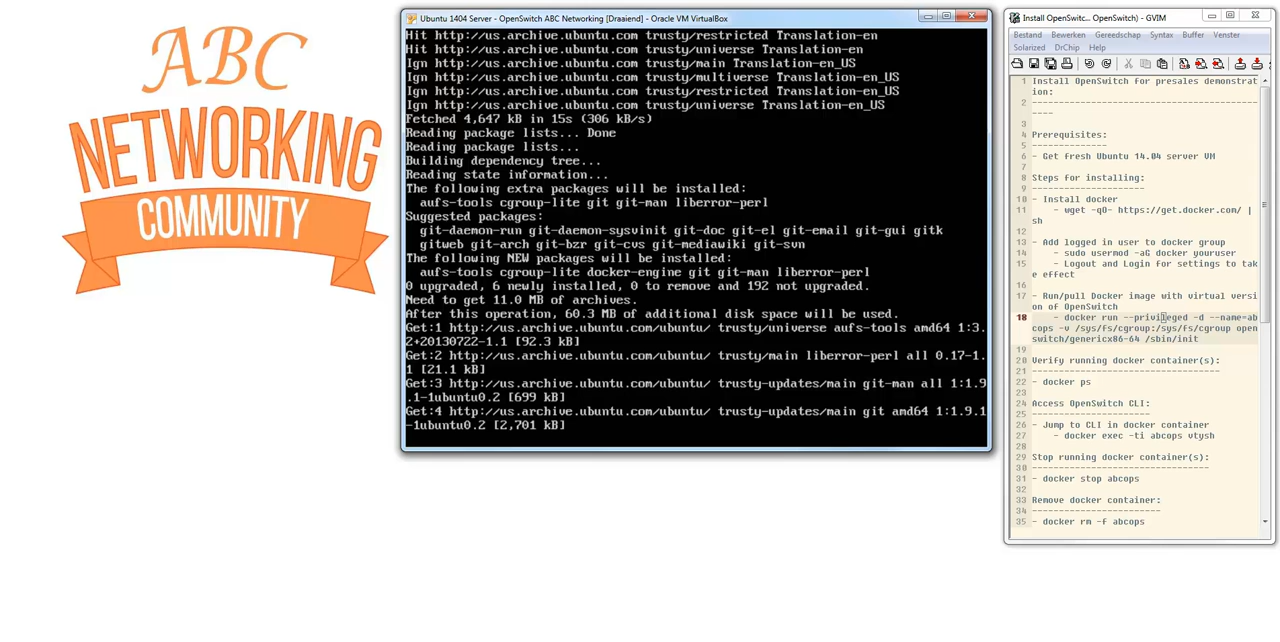 ABC
NETWORKING
COMMUNITY
Ubuntu 1404 Server - OpenSwitch ABC Networking [Draaiend] - Oracle VM VirtualBox
Hit http://us.archive.ubuntu.com trusty/restricted Translation-en
Hit http://us.archive.ubuntu.com trusty/universe Translation-en
Ign http://us.archive.ubuntu.com trusty/main Translation-en_US
Ign http://us.archive.ubuntu.com trusty/multiverse Translation-en_US
Ign http://us.archive.ubuntu.com trusty/restricted Translation-en_US
Ign http://us.archive.ubuntu.com trusty/universe Translation-en_US
Fetched 4,647 kB in 15s (306 kB/s)
Reading package lists... Done
Reading package lists...
Building dependency tree...
Reading state information...
The following extra packages will be installed:
aufs-tools cgroup-lite git git-man liberror-perl
Suggested packages:
git-daemon-run git-daemon-sysvinit git-doc git-el git-email git-gui gitk
gitweb git-arch git-bzr git-cvs git-mediawiki git-svn
The following NEW packages will be installed:
aufs-tools cgroup-lite docker-engine git git-man liberror-perl
0 upgraded, 6 newly installed, 0 to remove and 192 not upgraded.
Need to get 11.0 MB of archives.
After this operation, 60.3 MB of additional disk space will be used.
Get:1 http://us.archive.ubuntu.com/ubuntu/ trusty/universe aufs-tools amd64 1:3.
2+20130722-1.1 [92.3 kB]
Get:2 http://us.archive.ubuntu.com/ubuntu/ trusty/main liberror-perl all 0.17-1.
1 [21.1 kB]
Get:3 http://us.archive.ubuntu.com/ubuntu/ trusty-updates/main git-man all 1:1.9
.1-1ubuntu0.2 [699 kB]
Get:4 http://us.archive.ubuntu.com/ubuntu/ trusty-updates/main git amd64 1:1.9.1
-1ubuntu0.2 [2,701 kB]
Install OpenSwitc... OpenSwitch) - GVIM
Bestand Bewerken Gereedschap Syntax Buffer Venster
Solarized DrChip Help
1 Install OpenSwitch for presales demonstrat
ion:
2 ------------------------------------------
----
3
4 Prerequisites:
5 --------------
6 - Get fresh Ubuntu 14.04 server VM
7
8 Steps for installing:
9 ---------------------
10 - Install docker
11 - wget -qO- https://get.docker.com/ |
sh
12
13 - Add logged in user to docker group
14 - sudo usermod -aG docker youruser
15 - Logout and Login for settings to tak
e effect
16
17 - Run/pull Docker image with virtual versi
on of OpenSwitch
18 - docker run --privileged -d --name=ab
cops -v /sys/fs/cgroup:/sys/fs/cgroup open
switch/genericx86-64 /sbin/init
19
20 Verify running docker container(s):
21 -----------------------------------
22 - docker ps
23
24 Access OpenSwitch CLI:
25 ----------------------
26 - Jump to CLI in docker container
27 - docker exec -ti abcops vtysh
28
29 Stop running docker container(s):
30 ---------------------------------
31 - docker stop abcops
32
33 Remove docker container:
34 ------------------------
35 - docker rm -f abcops